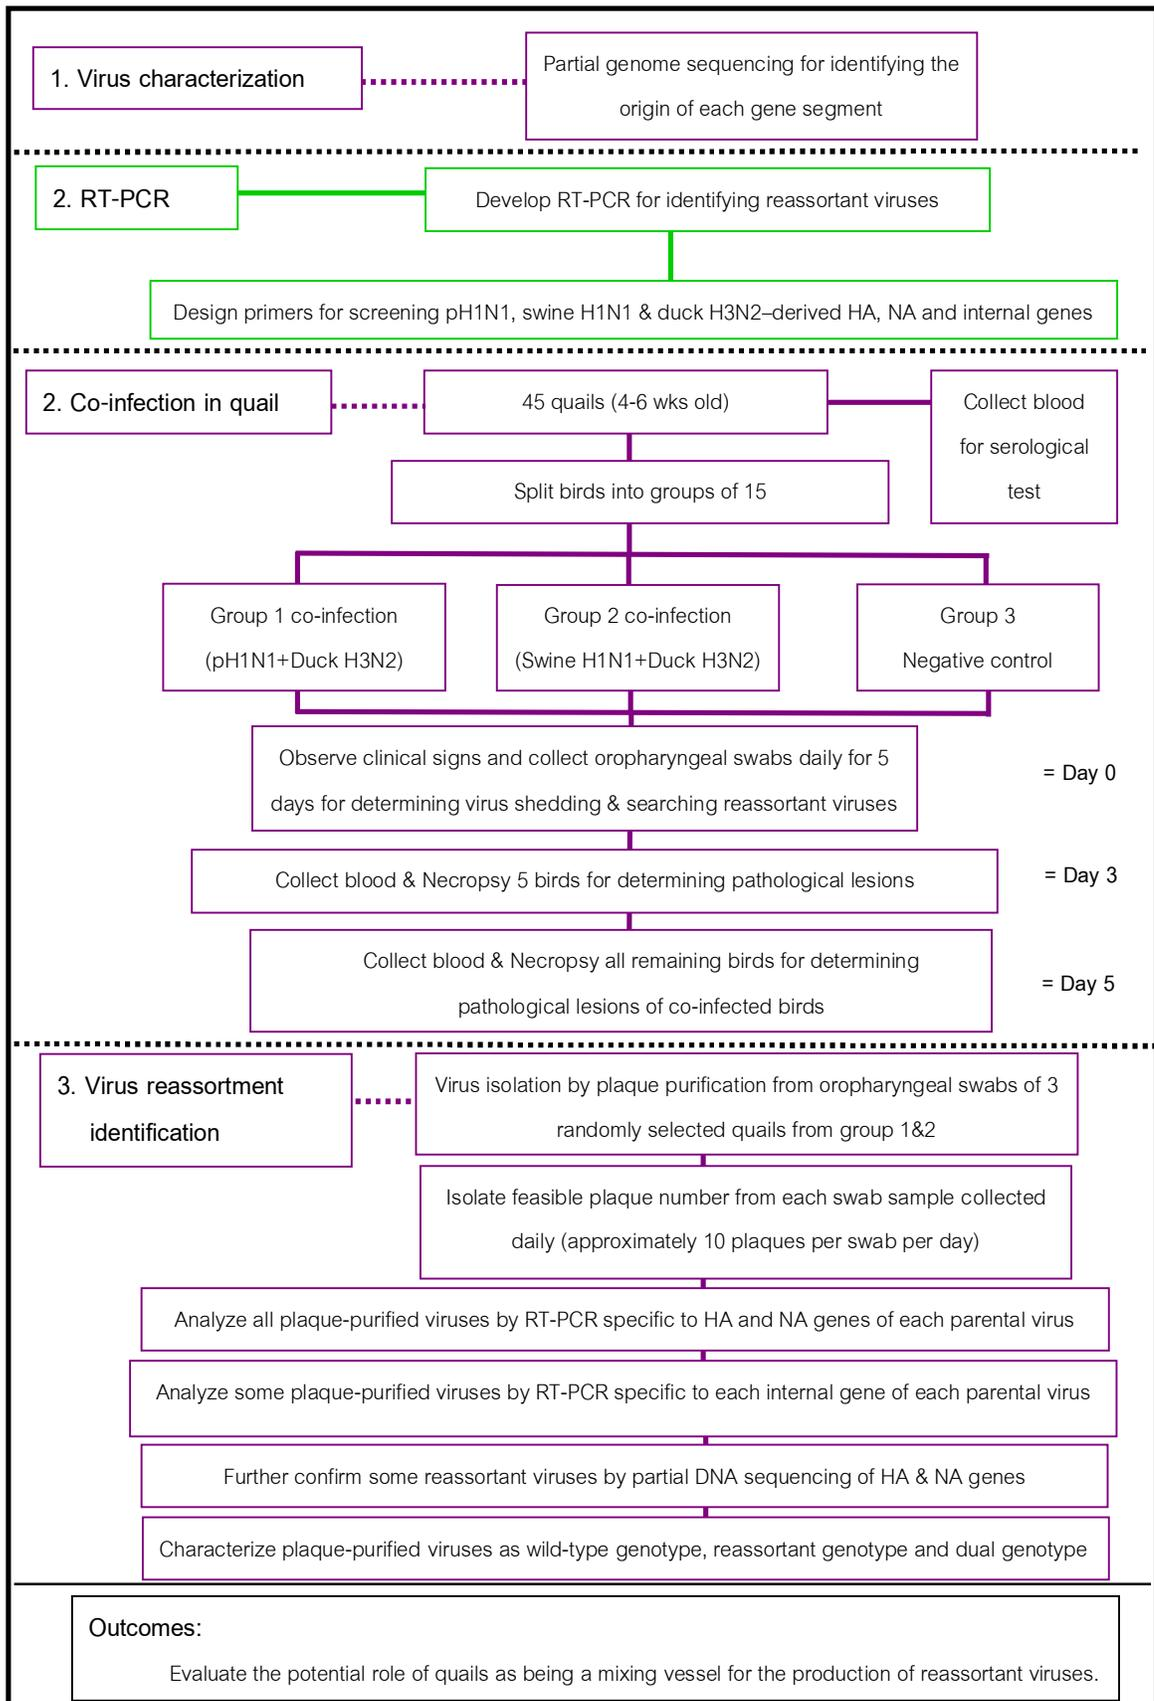 1. Virus characterization
Partial genome sequencing for identifying the
origin of each gene segment
2. RT-PCR
Develop RT-PCR for identifying reassortant viruses
Design primers for screening pH1N1, swine H1N1 & duck H3N2–derived HA, NA and internal genes
2. Co-infection in quail
45 quails (4-6 wks old)
Collect blood
for serological
test
Split birds into groups of 15
Group 1 co-infection
(pH1N1+Duck H3N2)
Group 2 co-infection
(Swine H1N1+Duck H3N2)
Group 3
Negative control
Observe clinical signs and collect oropharyngeal swabs daily for 5
days for determining virus shedding & searching reassortant viruses
= Day 0
Collect blood & Necropsy 5 birds for determining pathological lesions
= Day 3
Collect blood & Necropsy all remaining birds for determining
pathological lesions of co-infected birds
= Day 5
3. Virus reassortment
identification
Virus isolation by plaque purification from oropharyngeal swabs of 3
randomly selected quails from group 1&2
Isolate feasible plaque number from each swab sample collected
daily (approximately 10 plaques per swab per day)
Analyze all plaque-purified viruses by RT-PCR specific to HA and NA genes of each parental virus
Analyze some plaque-purified viruses by RT-PCR specific to each internal gene of each parental virus
Further confirm some reassortant viruses by partial DNA sequencing of HA & NA genes
Characterize plaque-purified viruses as wild-type genotype, reassortant genotype and dual genotype
Outcomes:
Evaluate the potential role of quails as being a mixing vessel for the production of reassortant viruses.